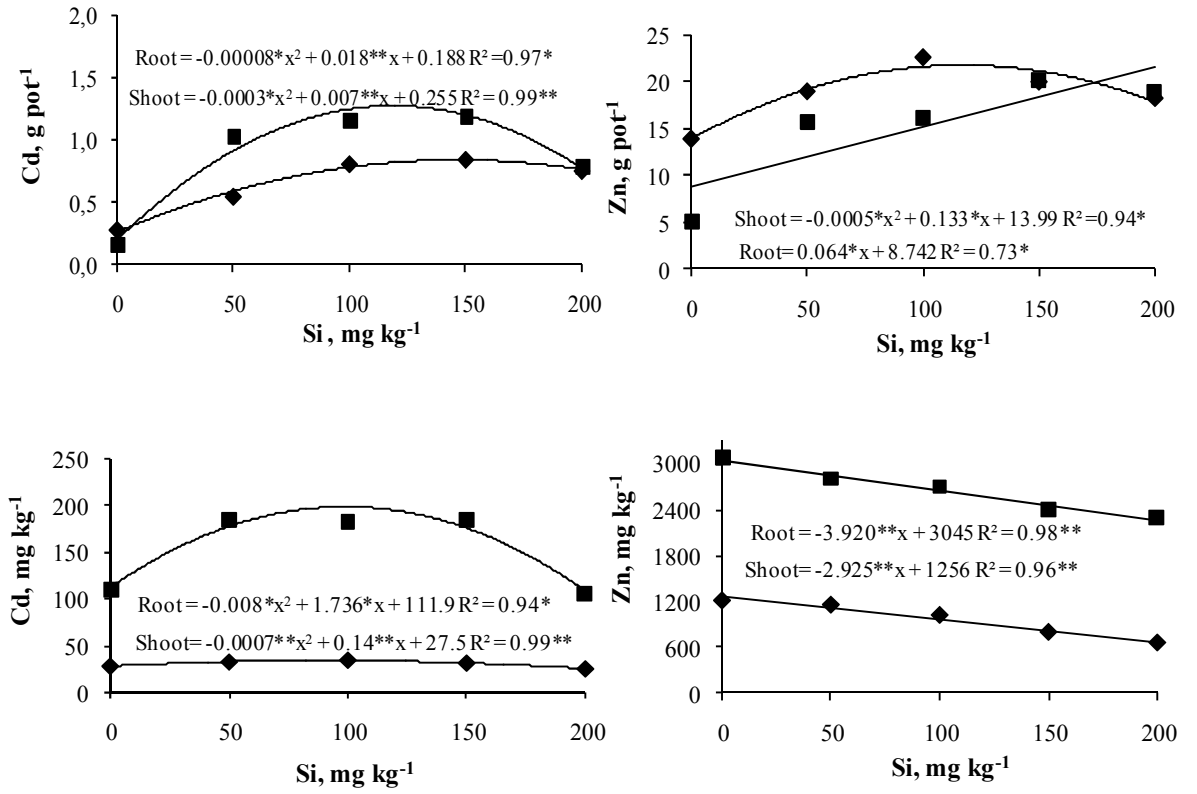 2,0
1,5
1,0
0,5
0,0
Cd, g pot⁻¹
Root = -0.00008*x² + 0.018**x + 0.188 R² = 0.97*
Shoot = -0.0003*x² + 0.007**x + 0.255 R² = 0.99**
0 50 100 150 200
Si , mg kg⁻¹
25
20
15
10
5
0
Zn, g pot⁻¹
Shoot = -0.0005*x² + 0.133*x + 13.99 R² = 0.94*
Root = 0.064*x + 8.742 R² = 0.73*
0 50 100 150 200
Si, mg kg⁻¹
250
200
150
100
50
0
Cd, mg kg⁻¹
Root = -0.008*x² + 1.736*x + 111.9 R² = 0.94*
Shoot = -0.0007**x² + 0.14**x + 27.5 R² = 0.99**
0 50 100 150 200
Si, mg kg⁻¹
3000
2400
1800
1200
600
0
Zn, mg kg⁻¹
Root = -3.920**x + 3045 R² = 0.98**
Shoot = -2.925**x + 1256 R² = 0.96**
0 50 100 150 200
Si, mg kg⁻¹